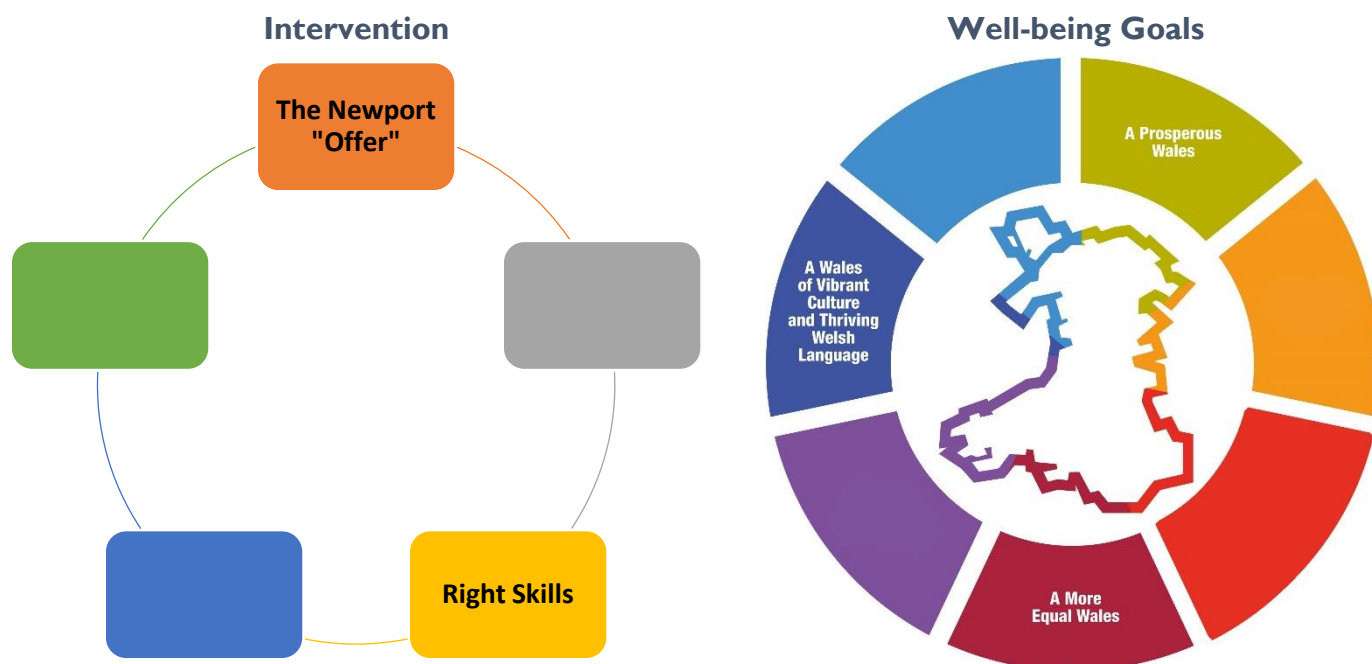 Intervention
The Newport
"Offer"
Right Skills
Well-being Goals
A Prosperous
Wales
A Wales
of Vibrant
Culture
and Thriving
Welsh
Language
A More
Equal Wales